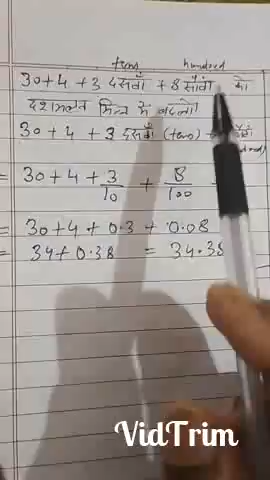 tens hundred
30+4 +3 दसवाँ + 8 सौवां को
दशमलव भिन्न में बदलो।
30 + 4 + 3 दसवाँ (tens) +
= 30 + 4 + 3/10 + 8/100
= 30+4 + 0.3 + 0.08
= 34+ 0.38 = 34.38
VidTrim